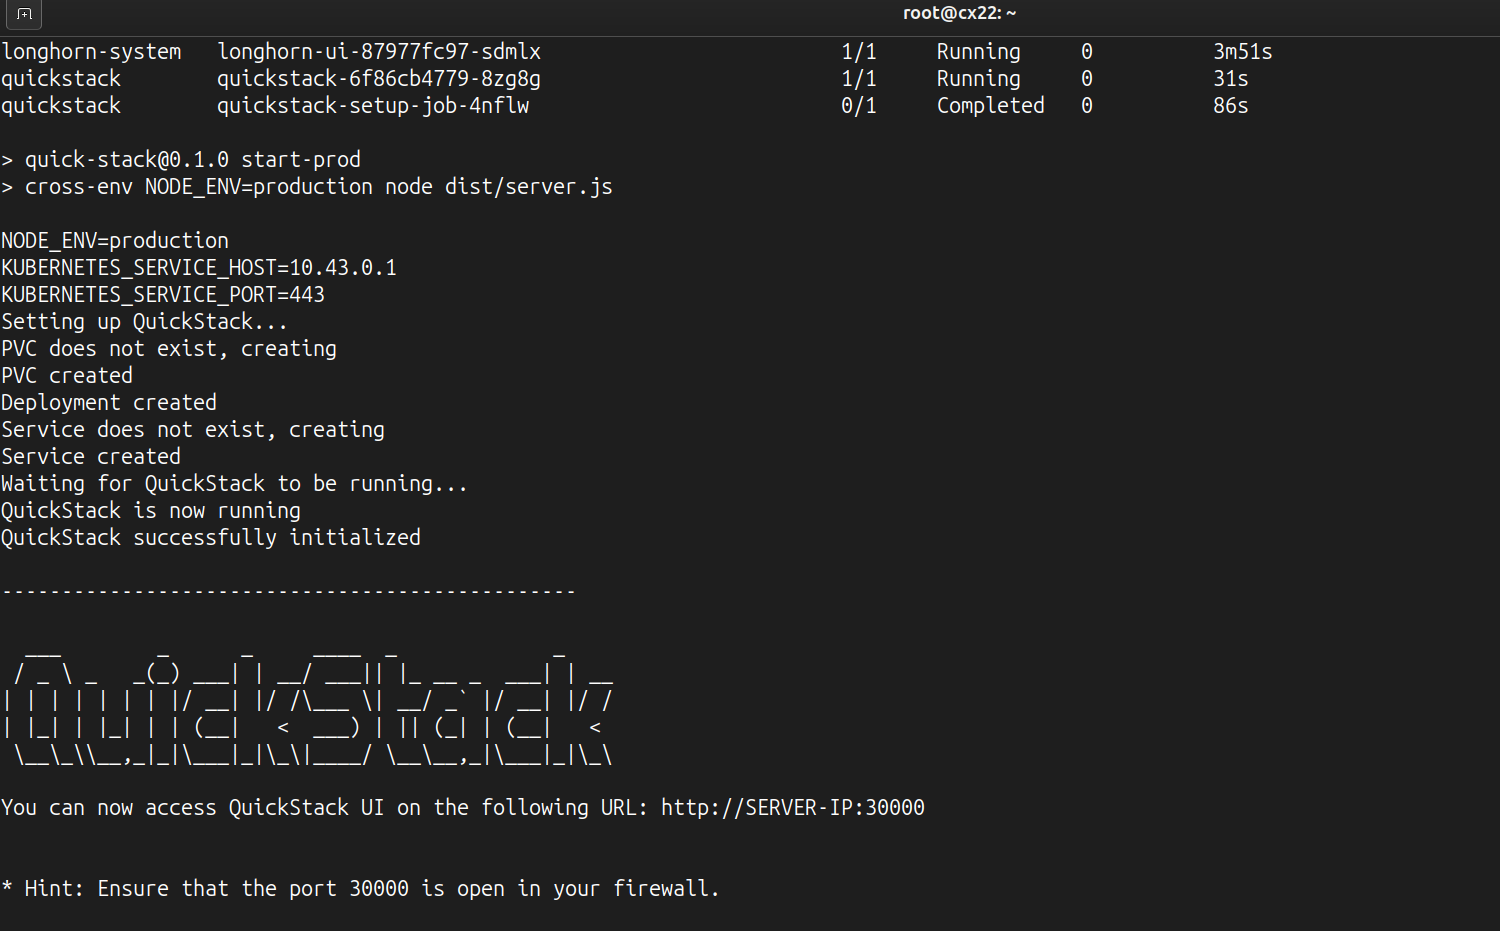 root@cx22: ~
longhorn-system   longhorn-ui-87977fc97-sdmlx                         1/1     Running     0          3m51s
quickstack        quickstack-6f86cb4779-8zg8g                         1/1     Running     0          31s
quickstack        quickstack-setup-job-4nflw                          0/1     Completed   0          86s
> quick-stack@0.1.0 start-prod
> cross-env NODE_ENV=production node dist/server.js
NODE_ENV=production
KUBERNETES_SERVICE_HOST=10.43.0.1
KUBERNETES_SERVICE_PORT=443
Setting up QuickStack...
PVC does not exist, creating
PVC created
Deployment created
Service does not exist, creating
Service created
Waiting for QuickStack to be running...
QuickStack is now running
QuickStack successfully initialized
------------------------------------------------
QuickStack
You can now access QuickStack UI on the following URL: http://SERVER-IP:30000
* Hint: Ensure that the port 30000 is open in your firewall.